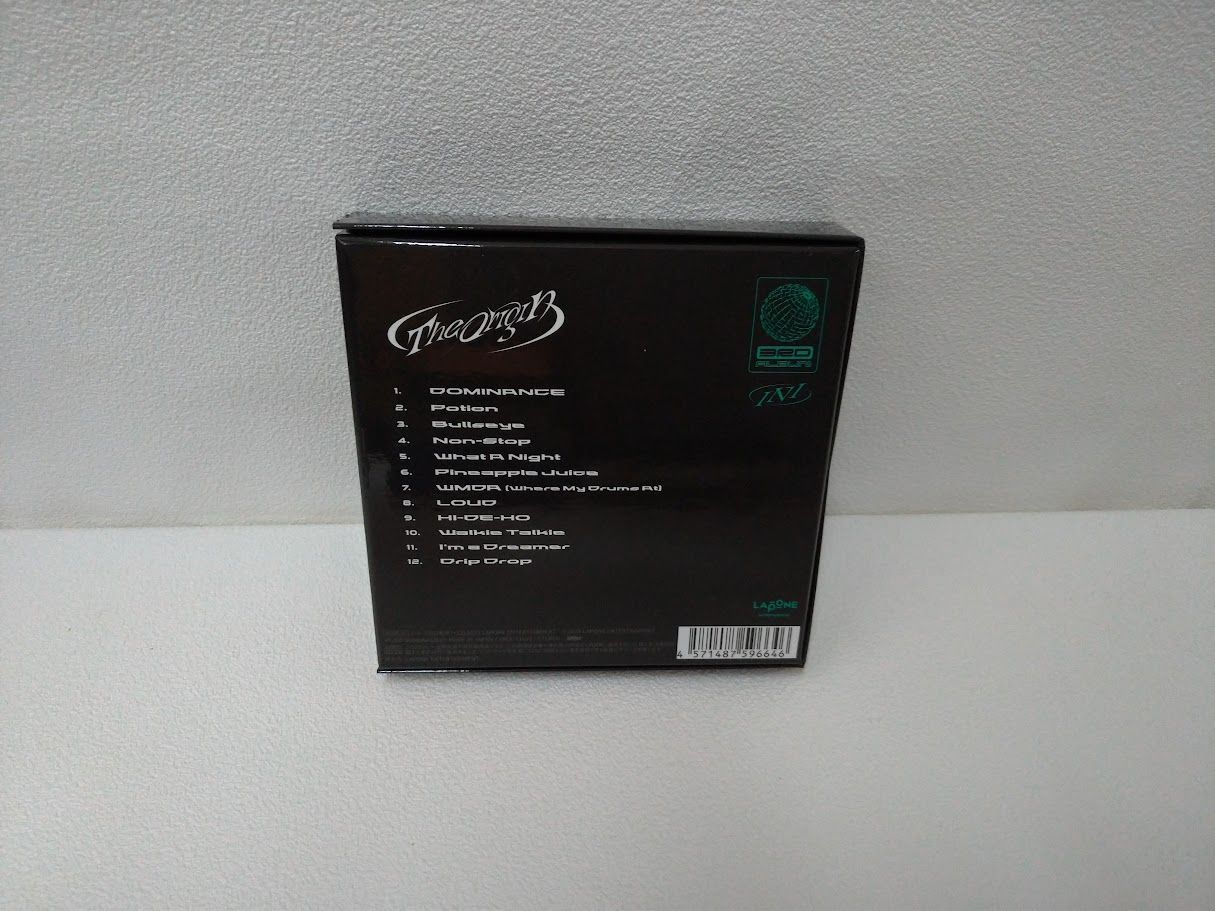 The Origin
3RD
ALBUM
INI
1. DOMINANCE
2. Potion
3. Bullseye
4. Non-Stop
5. What A Night
6. Pineapple Juice
7. WMDA (Where My Drums At)
8. LOUD
9. HI-DE-HO
10. Walkie Talkie
11. I'm a Dreamer
12. Drip Drop
LAPONE
4 571487 596646